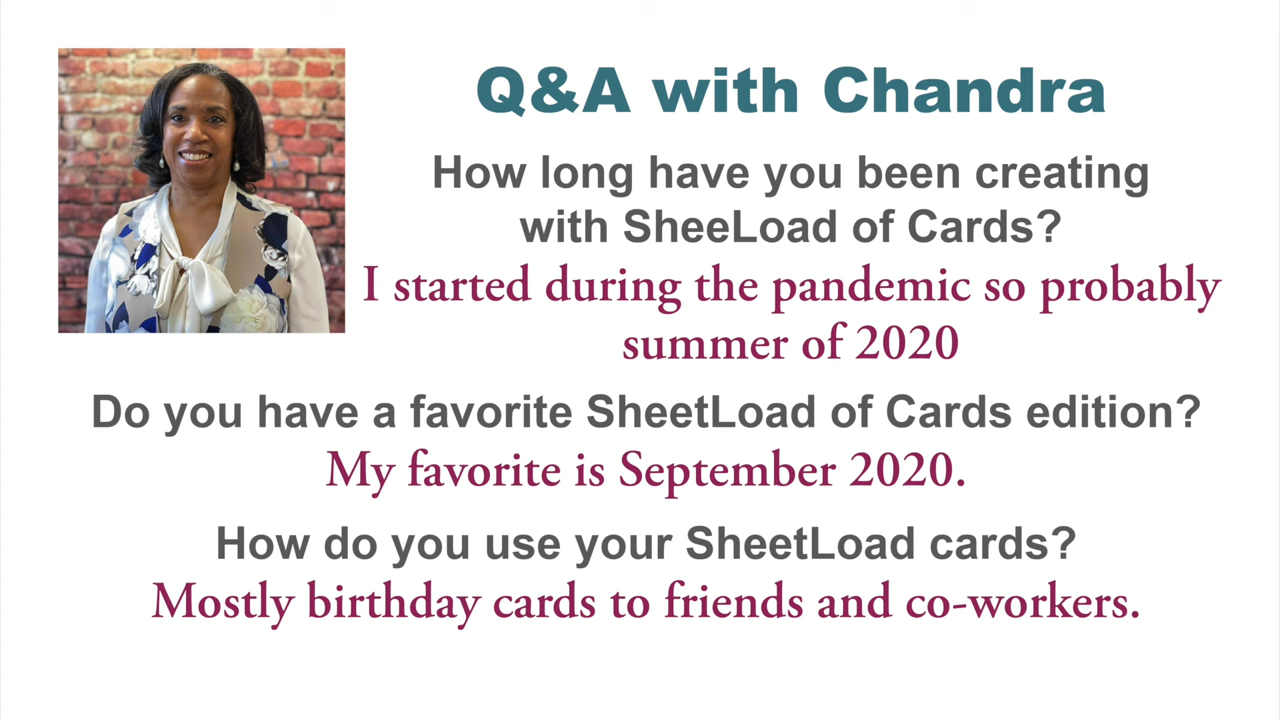 Q&A with Chandra
How long have you been creating
with SheeLoad of Cards?
I started during the pandemic so probably
summer of 2020
Do you have a favorite SheetLoad of Cards edition?
My favorite is September 2020.
How do you use your SheetLoad cards?
Mostly birthday cards to friends and co-workers.